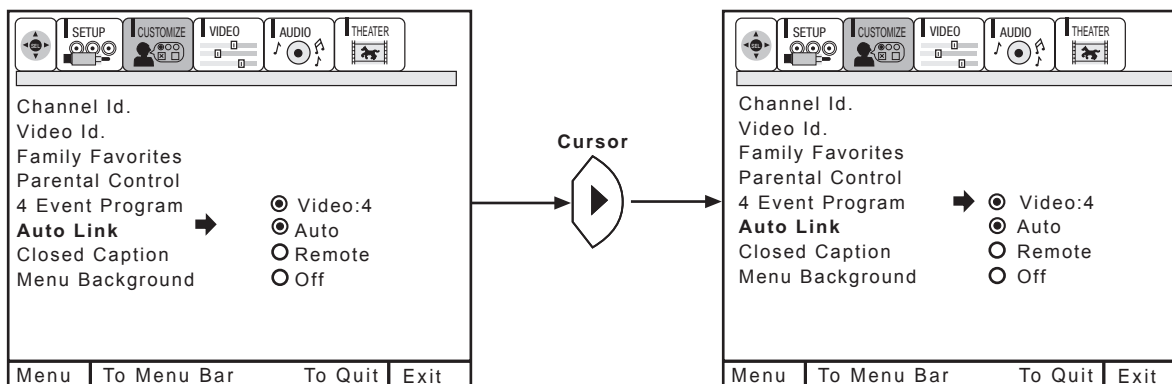 SEL SETUP CUSTOMIZE VIDEO AUDIO THEATER
Channel Id.
Video Id.
Family Favorites
Parental Control
4 Event Program Video:4
Auto Link Auto
Closed Caption Remote
Menu Background Off
Menu To Menu Bar To Quit Exit
Cursor
SEL SETUP CUSTOMIZE VIDEO AUDIO THEATER
Channel Id.
Video Id.
Family Favorites
Parental Control
4 Event Program Video:4
Auto Link Auto
Closed Caption Remote
Menu Background Off
Menu To Menu Bar To Quit Exit